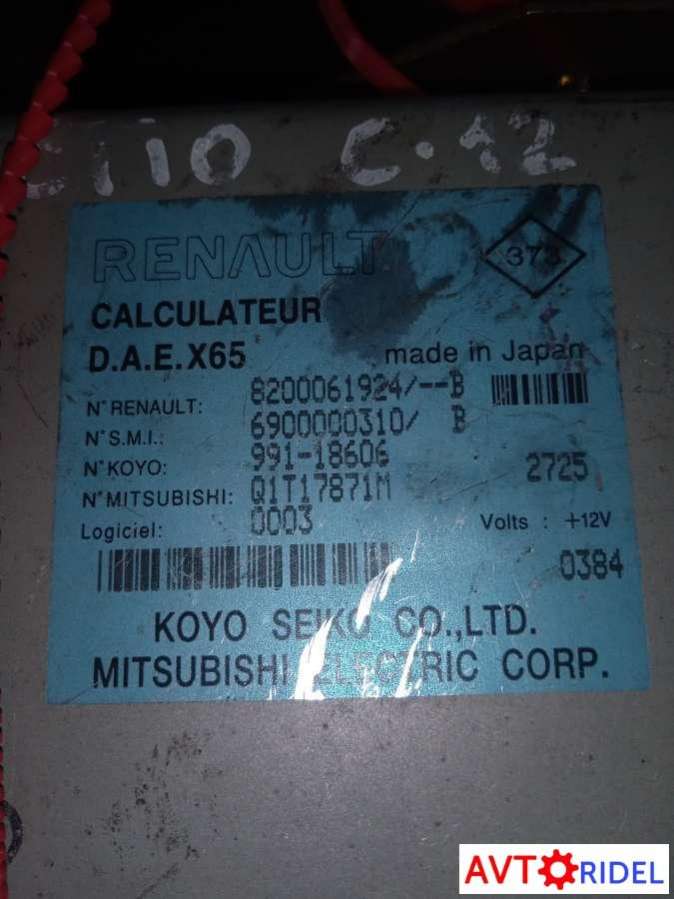 C·12
RENAULT
373
CALCULATEUR
D.A.E.X65
made in Japan
N° RENAULT: 8200061924/--B
N° S.M.I.: 6900000310/ B
N° KOYO: 991-18606
2725
N° MITSUBISHI: Q1T17871M
Logiciel: 0003
Volts : +12V
0384
KOYO SEIKO CO.,LTD.
MITSUBISHI ELECTRIC CORP.
AVTORIDEL